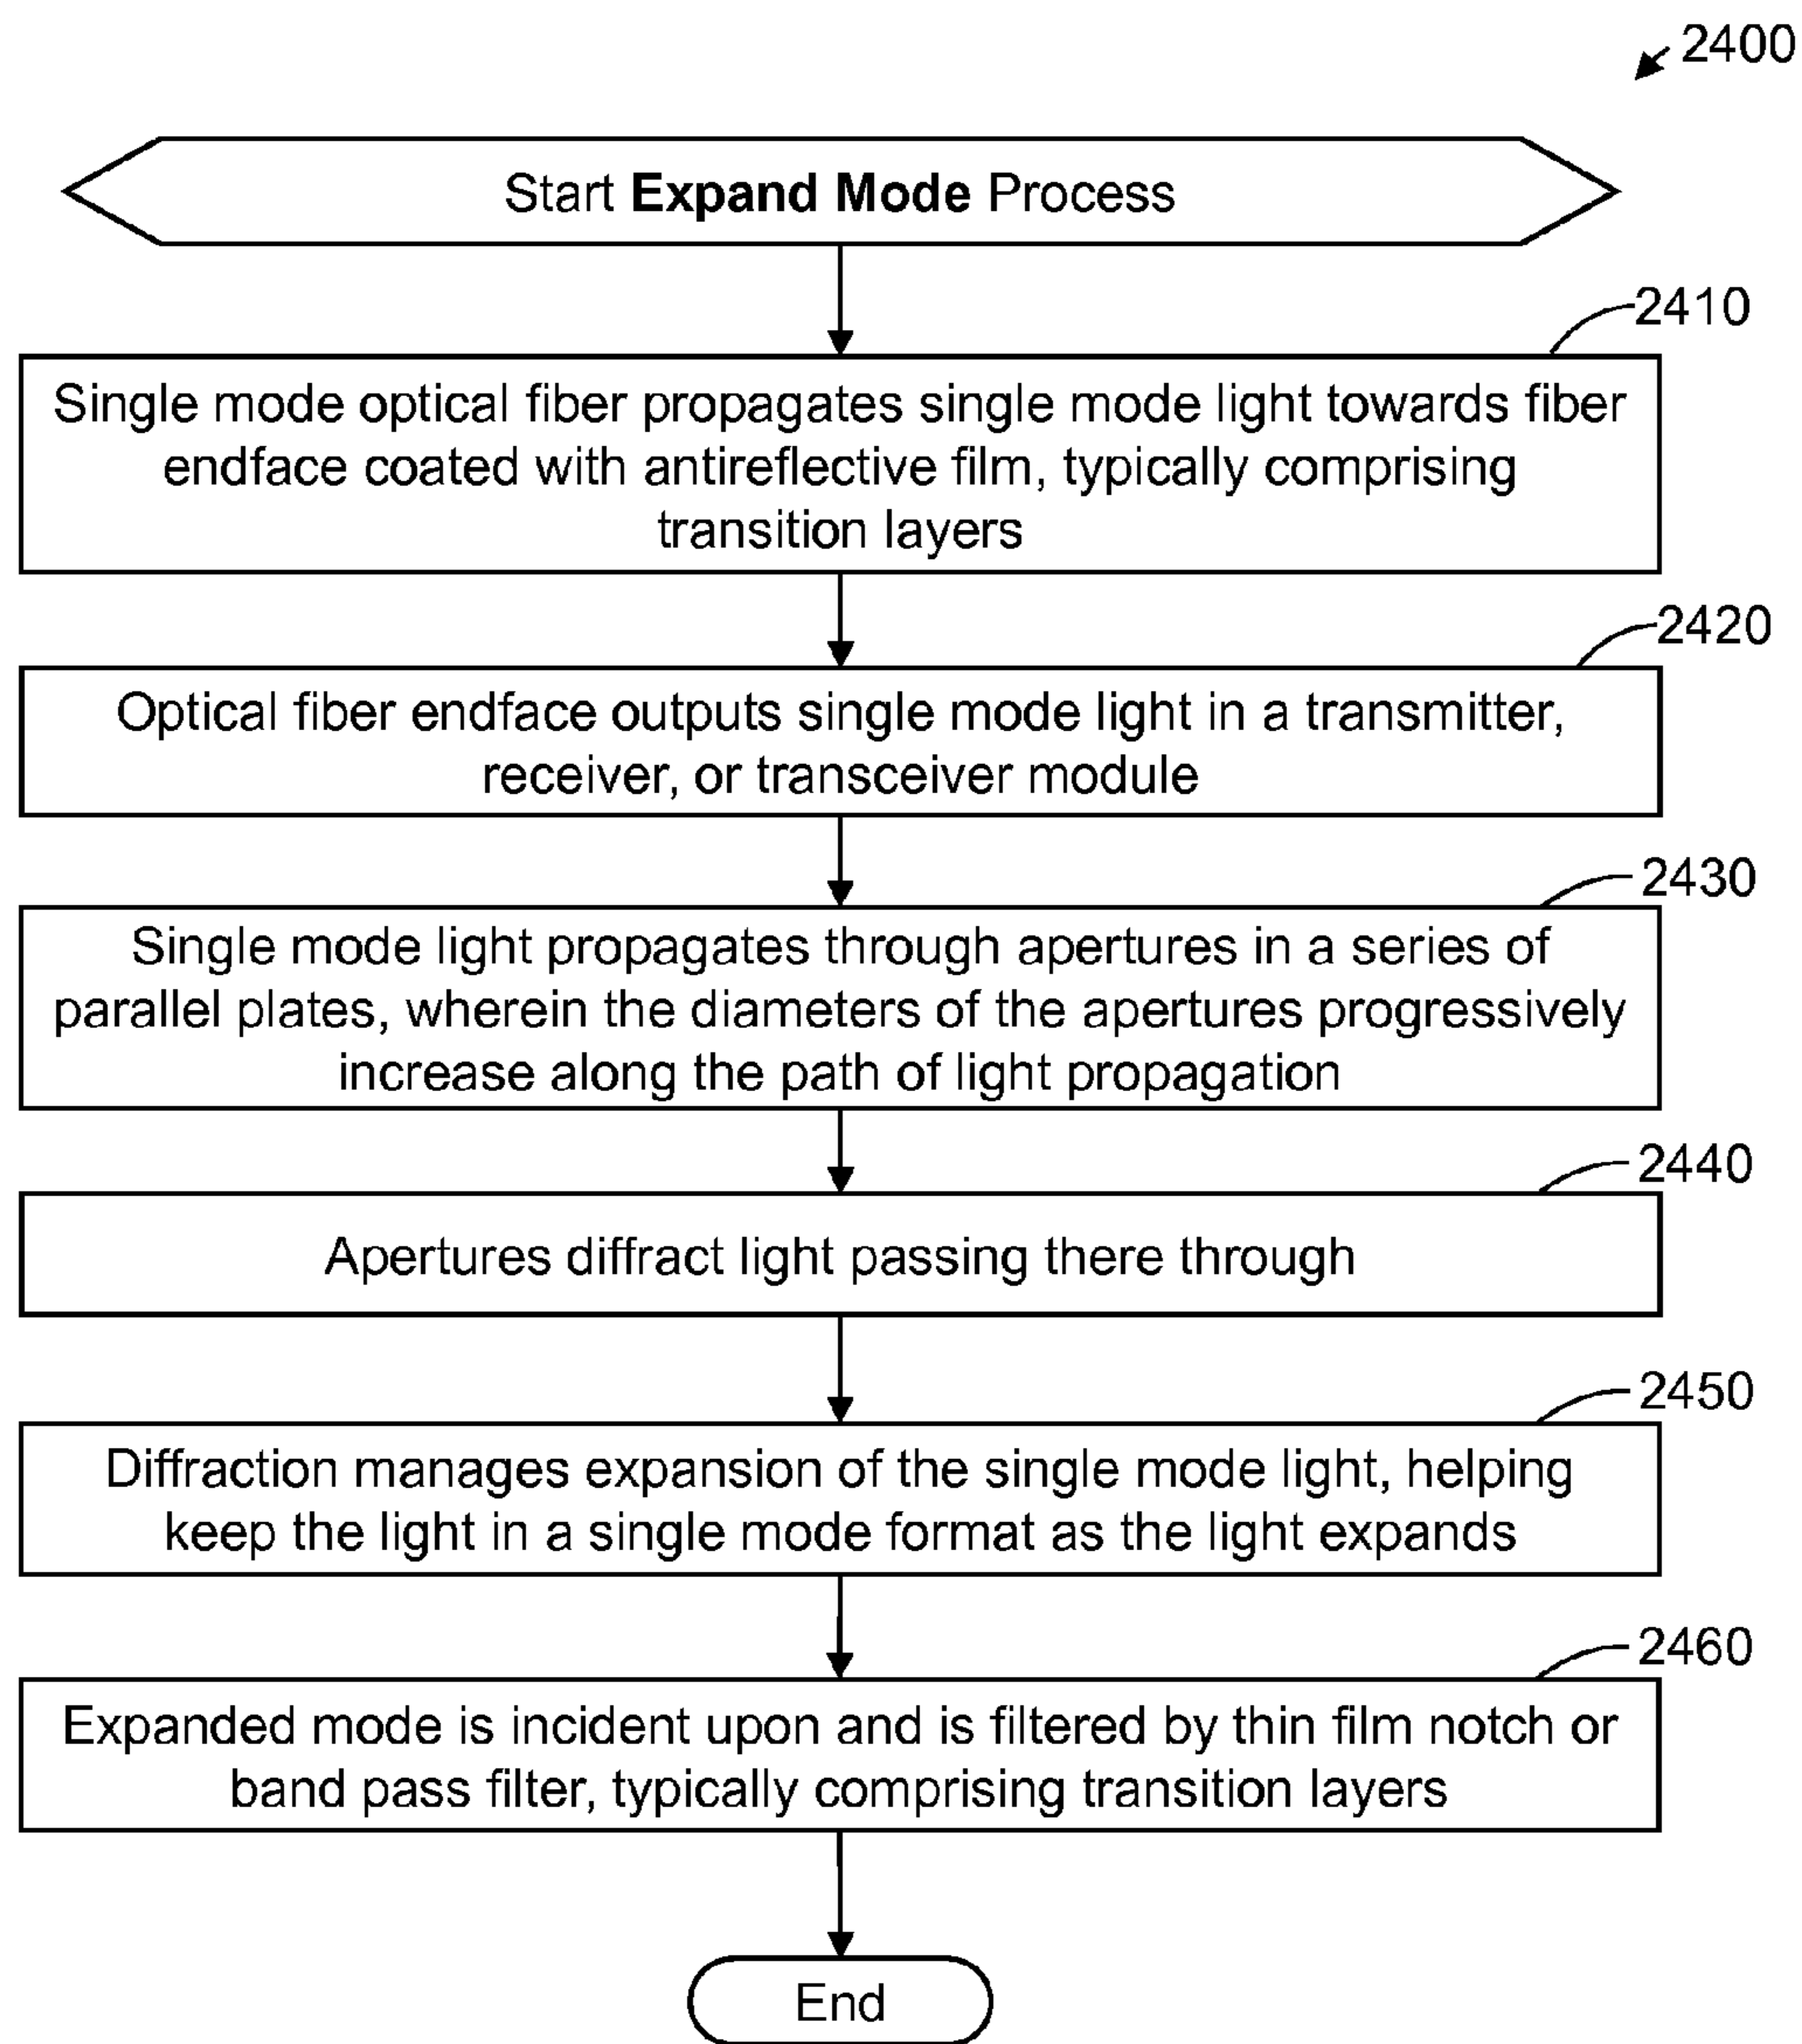 2400
Start Expand Mode Process
2410
Single mode optical fiber propagates single mode light towards fiber
endface coated with antireflective film, typically comprising
transition layers
2420
Optical fiber endface outputs single mode light in a transmitter,
receiver, or transceiver module
2430
Single mode light propagates through apertures in a series of
parallel plates, wherein the diameters of the apertures progressively
increase along the path of light propagation
2440
Apertures diffract light passing there through
2450
Diffraction manages expansion of the single mode light, helping
keep the light in a single mode format as the light expands
2460
Expanded mode is incident upon and is filtered by thin film notch or
band pass filter, typically comprising transition layers
End